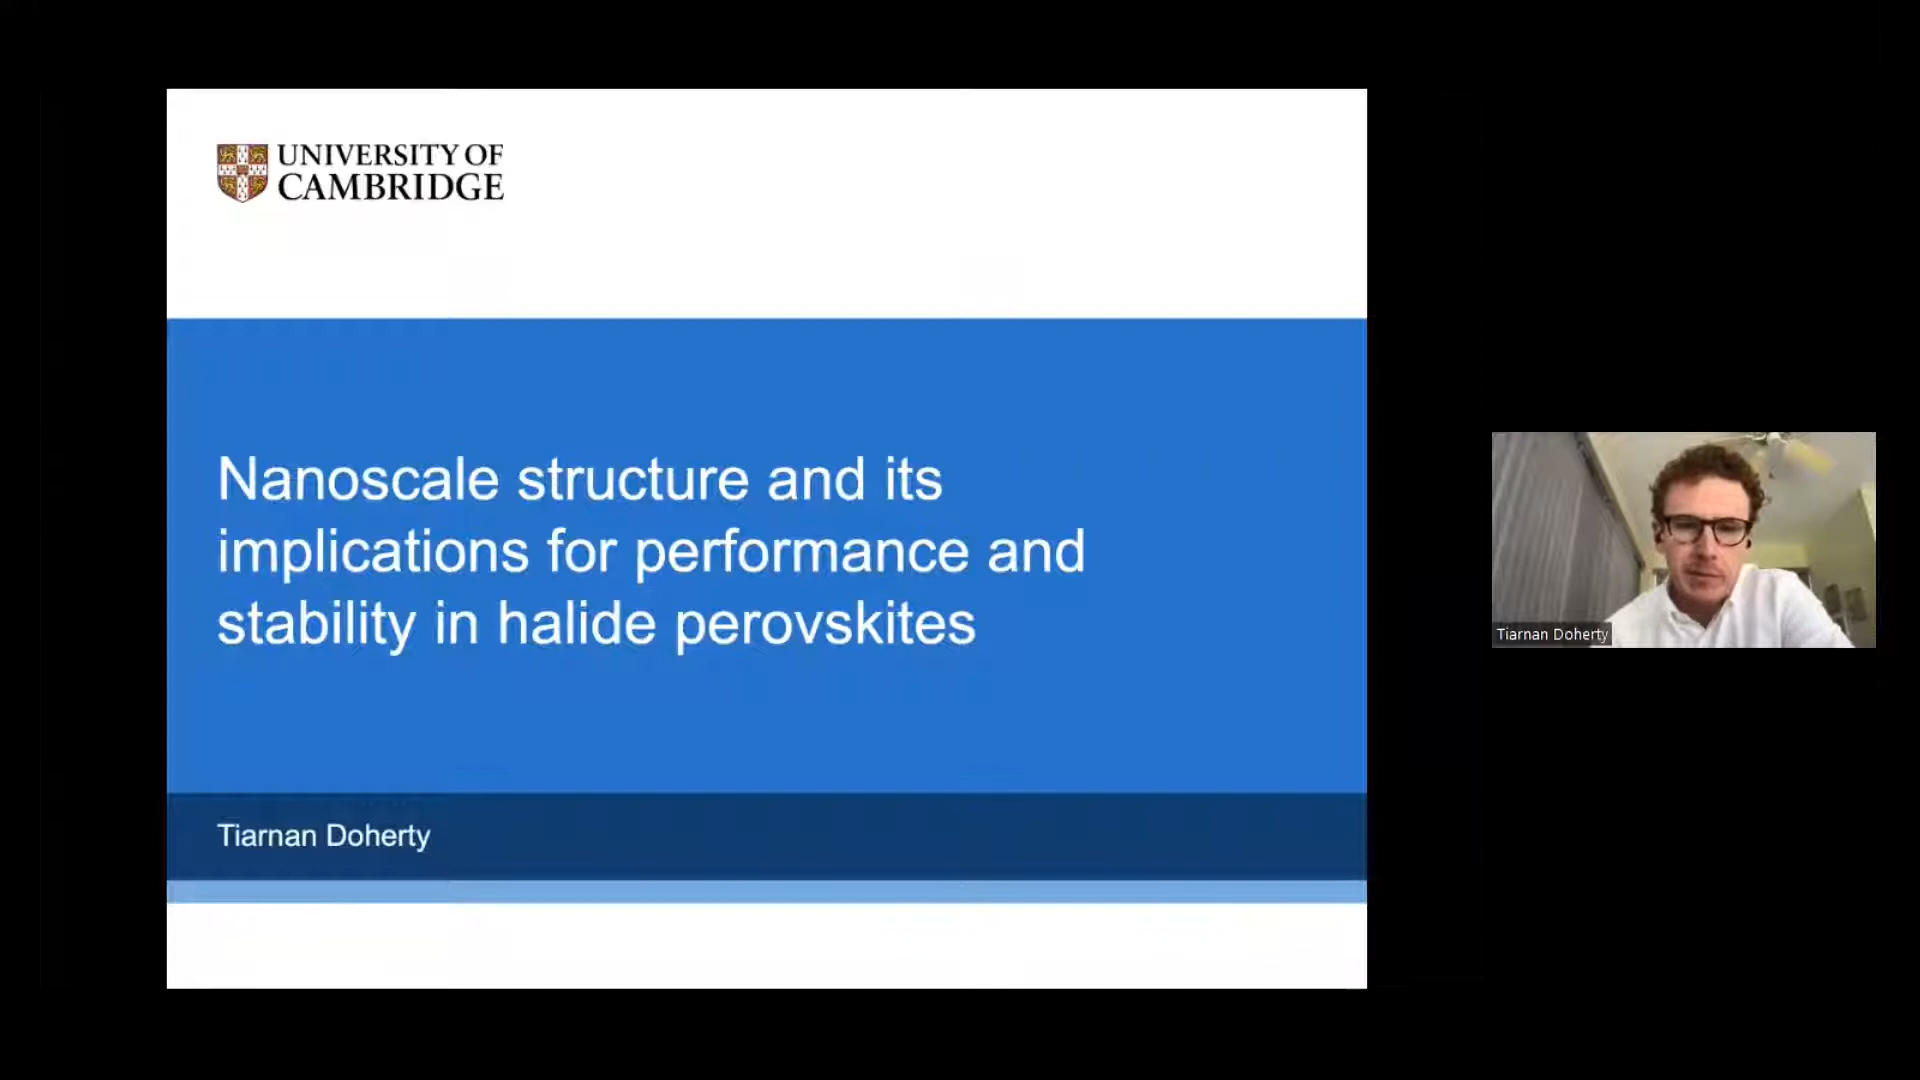 UNIVERSITY OF
CAMBRIDGE
Nanoscale structure and its
implications for performance and
stability in halide perovskites
Tiarnan Doherty
Tiarnan Doherty